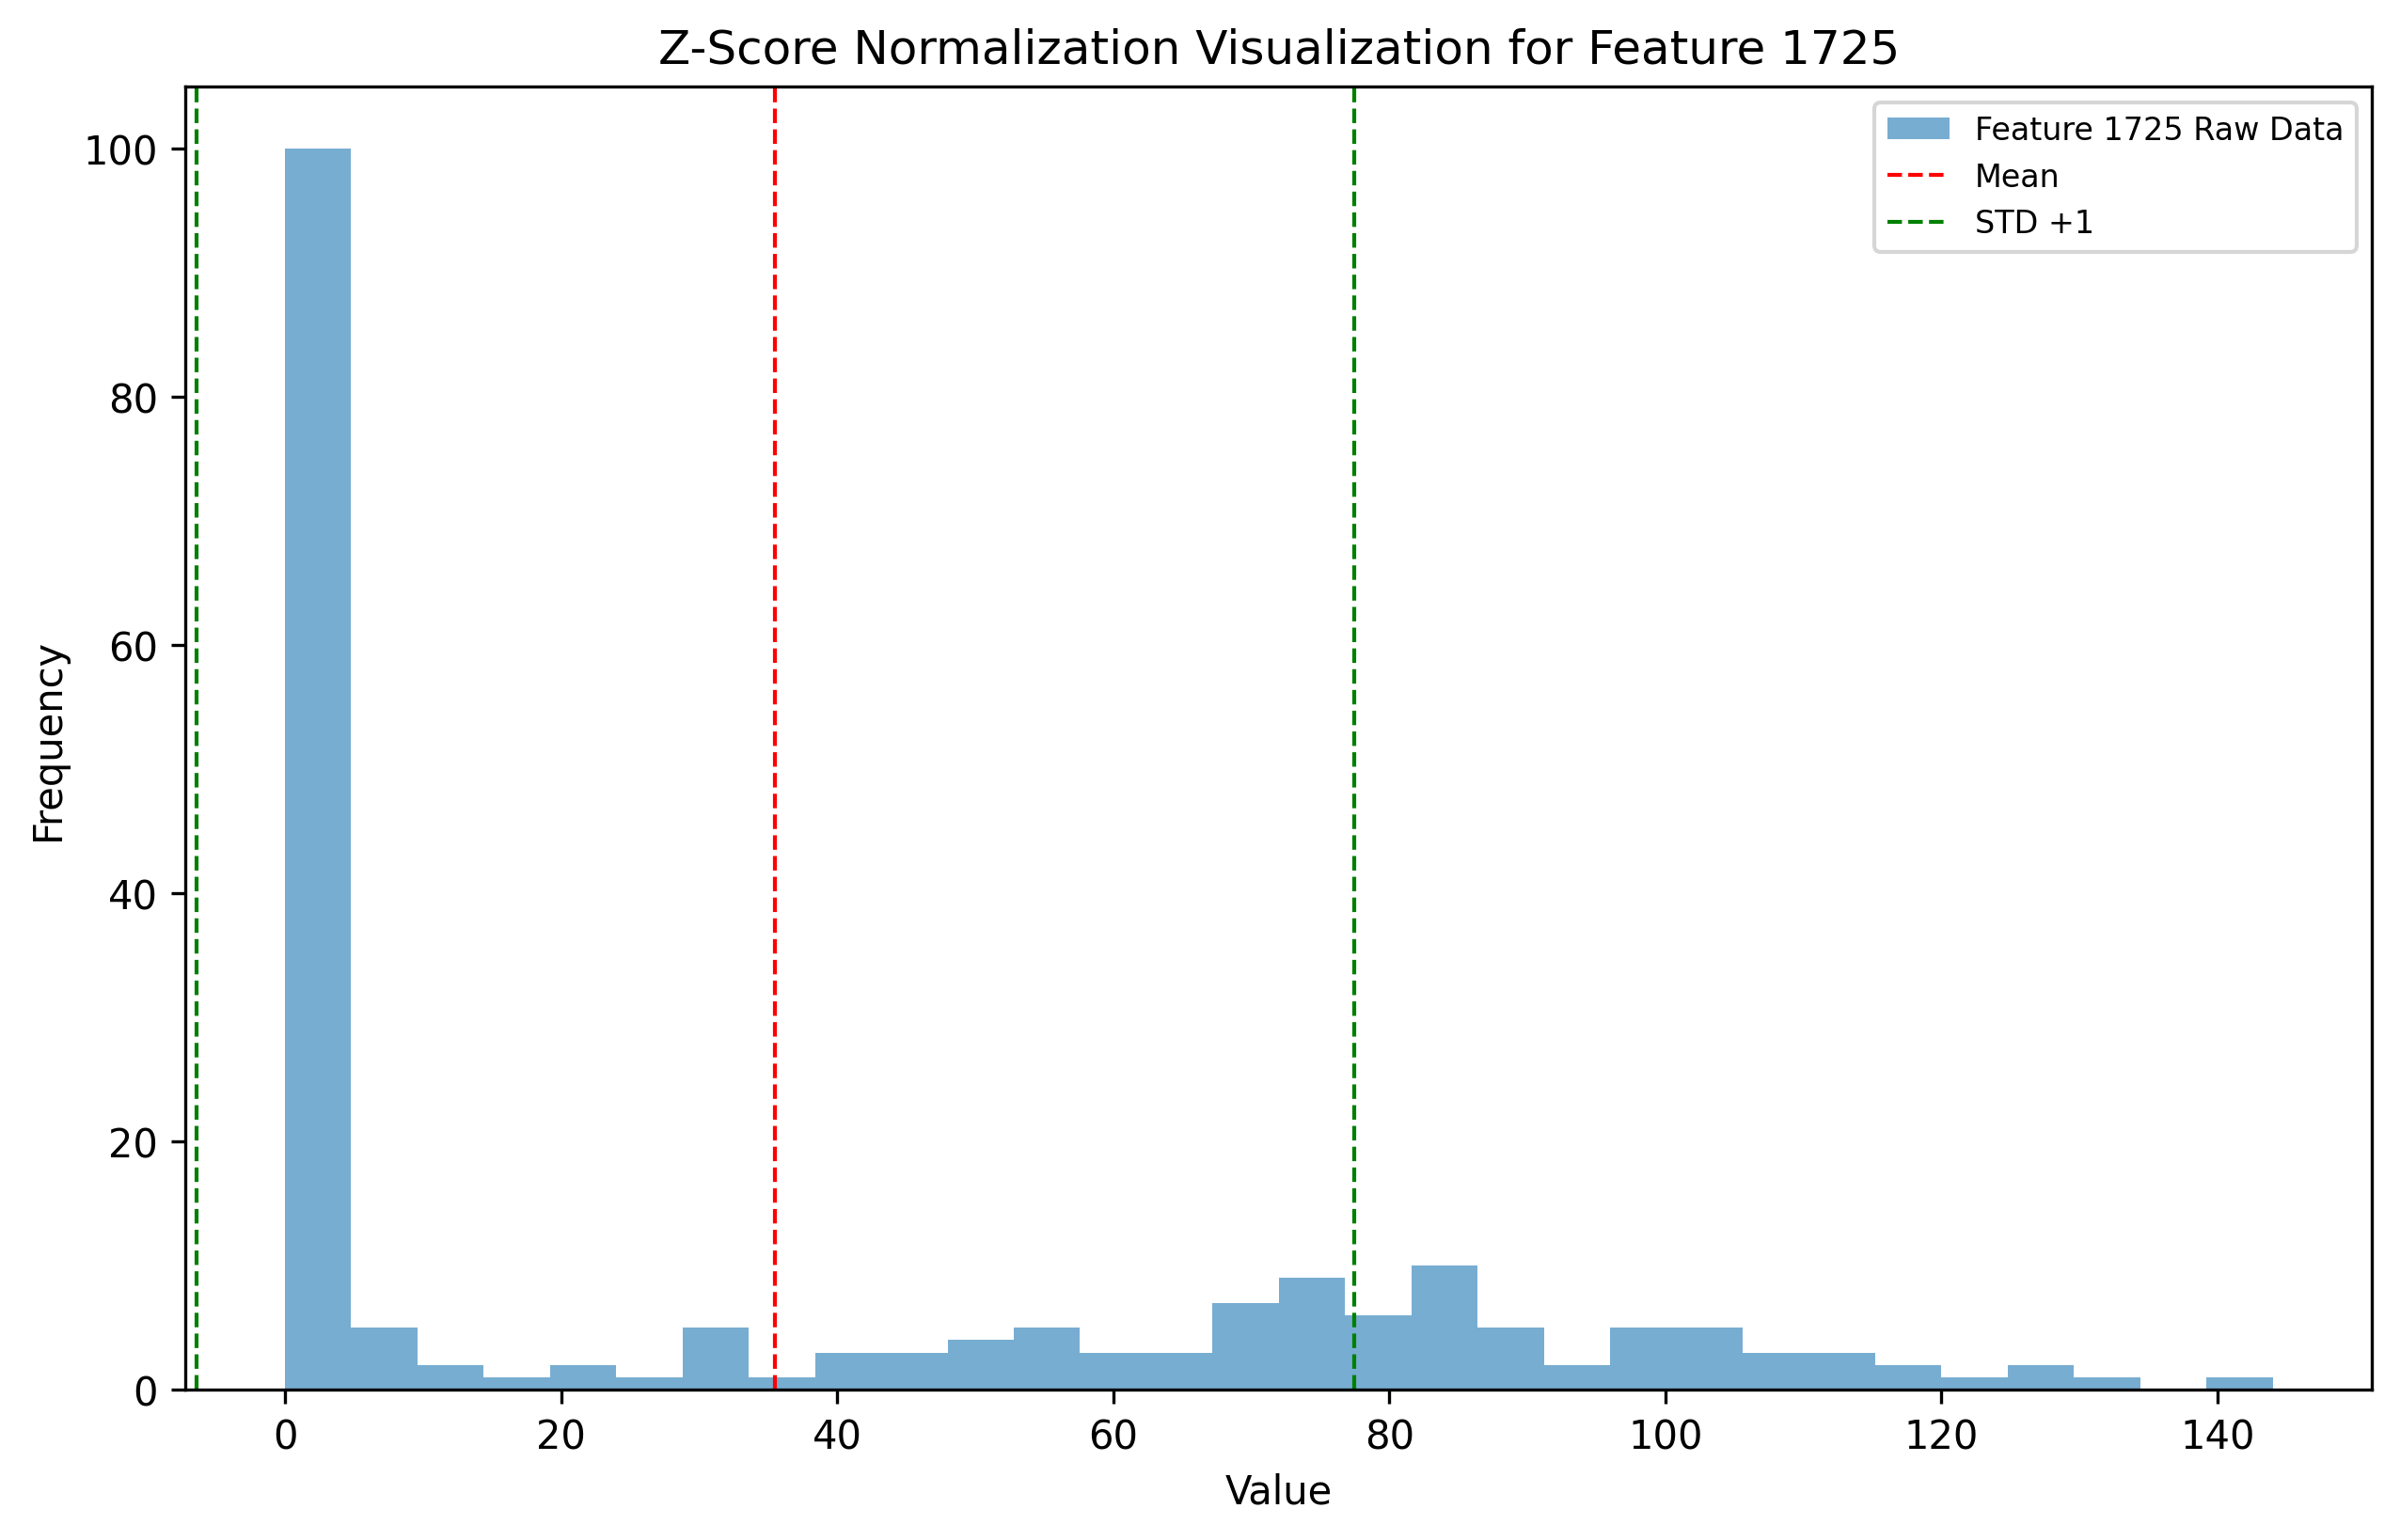 Z-Score Normalization Visualization for Feature 1725
Feature 1725 Raw Data
Mean
STD +1
Frequency
100
80
60
40
20
0
0 20 40 60 80 100 120 140
Value